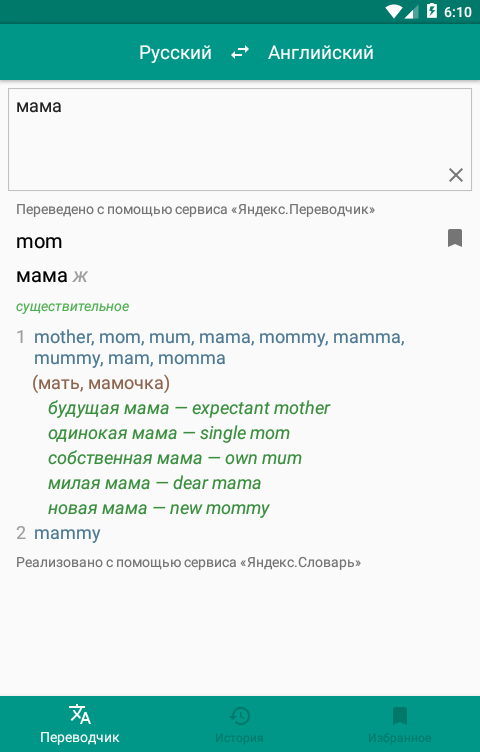 6:10
Русский Английский
мама
Переведено с помощью сервиса «Яндекс.Переводчик»
mom
мама ж
существительное
1 mother, mom, mum, mama, mommy, mamma,
mummy, mam, momma
(мать, мамочка)
будущая мама — expectant mother
одинокая мама — single mom
собственная мама — own mum
милая мама — dear mama
новая мама — new mommy
2 mammy
Реализовано с помощью сервиса «Яндекс.Словарь»
Переводчик История Избранное